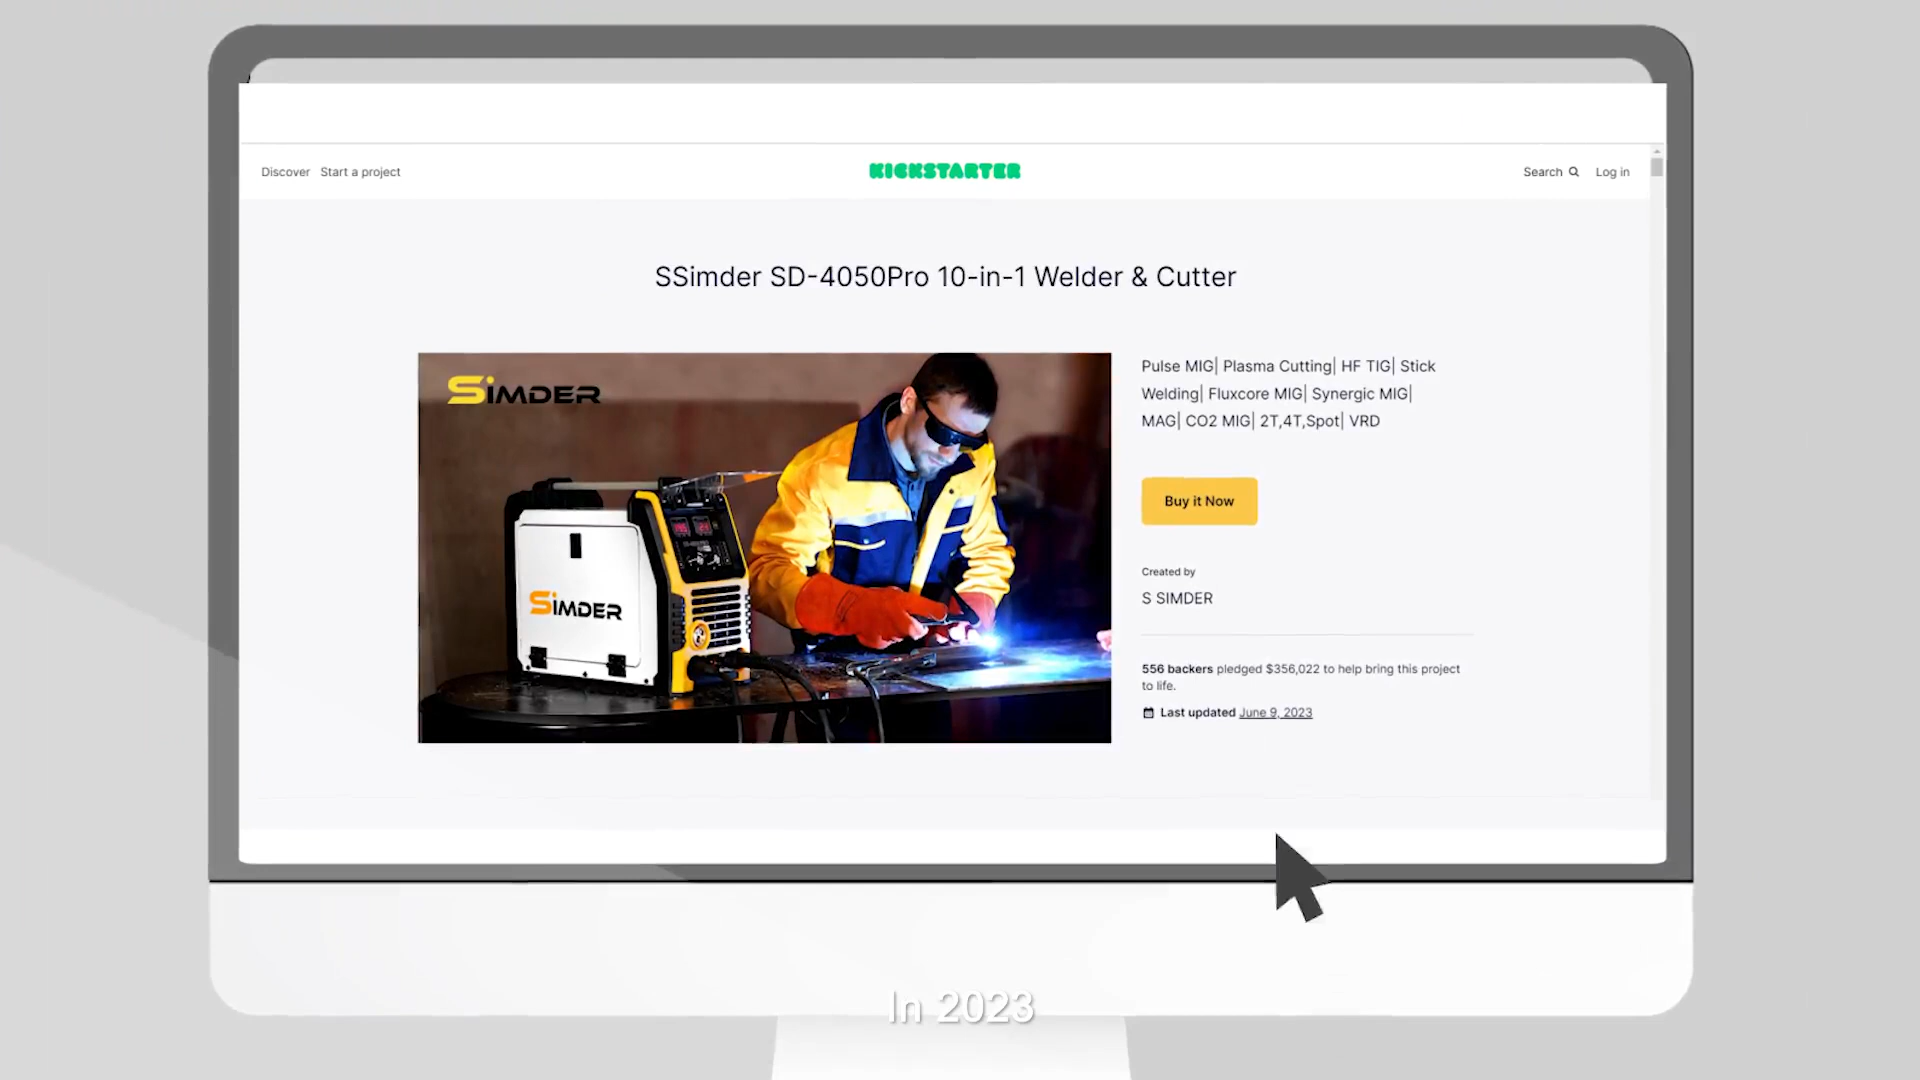 Discover Start a project KICKSTARTER Search Log in
SSimder SD-4050Pro 10-in-1 Welder & Cutter
SIMDER
Pulse MIG| Plasma Cutting| HF TIG| Stick
Welding| Fluxcore MIG| Synergic MIG|
MAG| CO2 MIG| 2T,4T,Spot| VRD
Buy it Now
SIMDER
Created by
S SIMDER
556 backers pledged $356,022 to help bring this project
to life.
Last updated June 9, 2023
In 2023